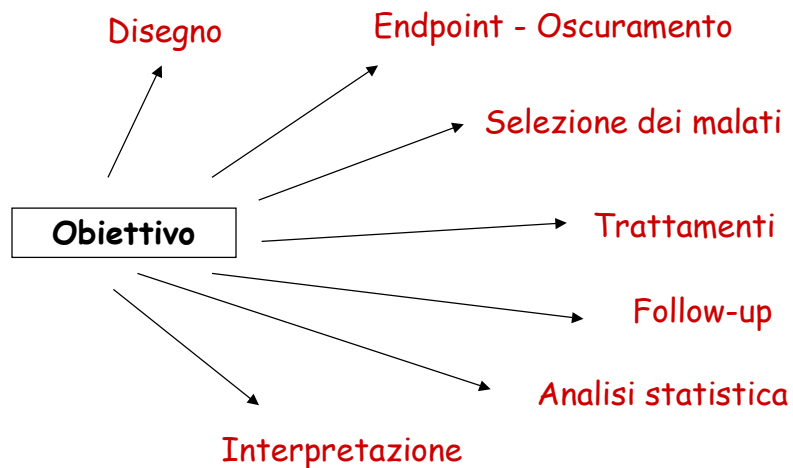 Disegno
Endpoint - Oscuramento
Selezione dei malati
Obiettivo
Trattamenti
Follow-up
Analisi statistica
Interpretazione